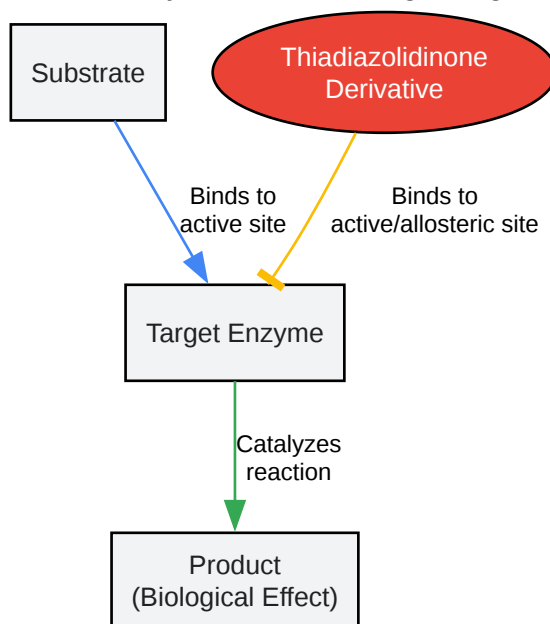 Substrate
Thiadiazolidinone
Derivative
Binds to
active site
Binds to
active/allosteric site
Target Enzyme
Catalyzes
reaction
Product
(Biological Effect)